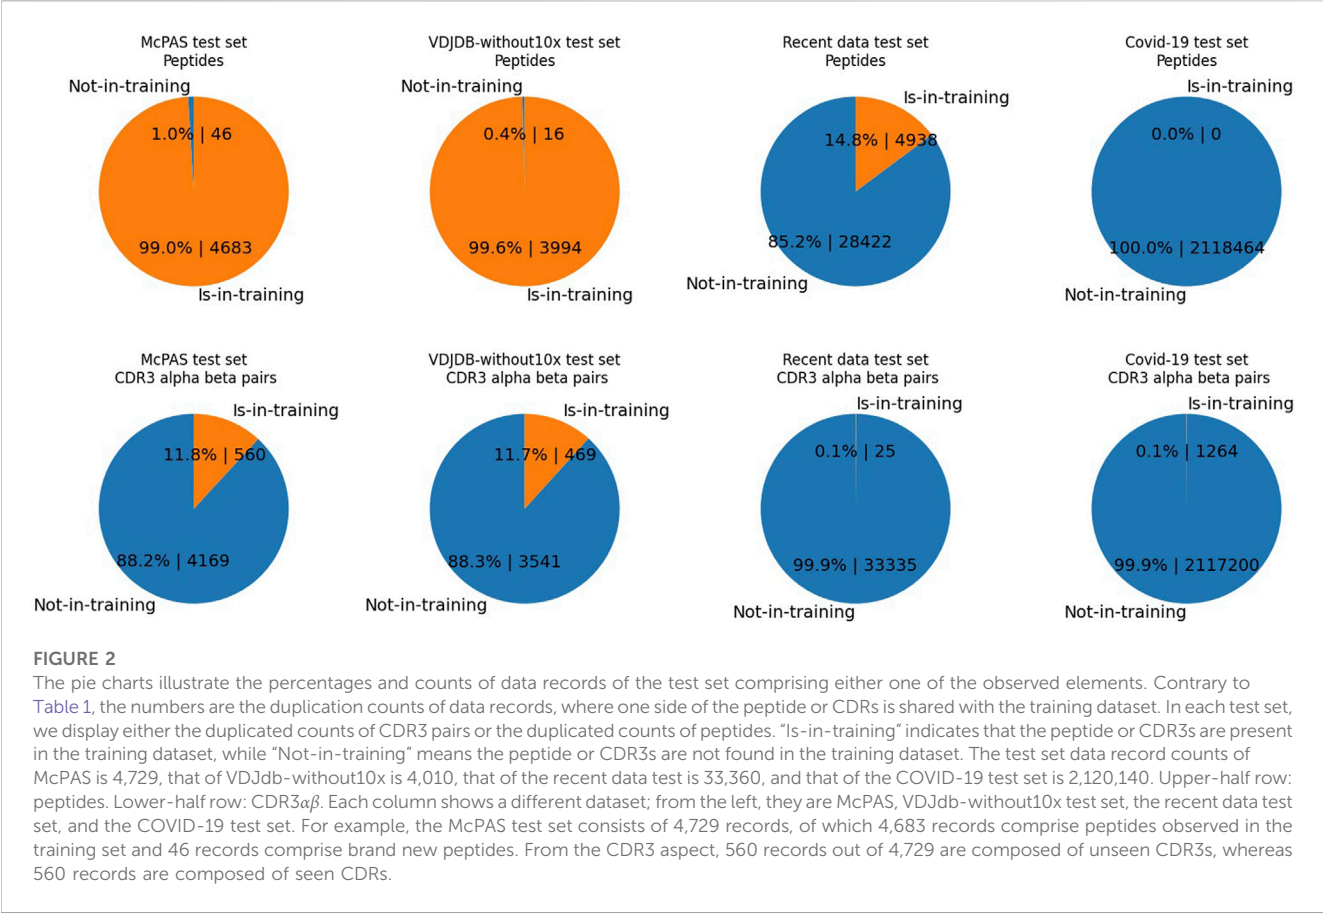 McPAS test set
Peptides
Not-in-training
1.0% | 46
99.0% | 4683
Is-in-training
VDJDB-without10x test set
Peptides
Not-in-training
0.4% | 16
99.6% | 3994
Is-in-training
Recent data test set
Peptides
Is-in-training
14.8% | 4938
85.2% | 28422
Not-in-training
Covid-19 test set
Peptides
Is-in-training
0.0% | 0
100.0% | 2118464
Not-in-training
McPAS test set
CDR3 alpha beta pairs
Is-in-training
11.8% | 560
88.2% | 4169
Not-in-training
VDJDB-without10x test set
CDR3 alpha beta pairs
Is-in-training
11.7% | 469
88.3% | 3541
Not-in-training
Recent data test set
CDR3 alpha beta pairs
Is-in-training
0.1% | 25
99.9% | 33335
Not-in-training
Covid-19 test set
CDR3 alpha beta pairs
Is-in-training
0.1% | 1264
99.9% | 2117200
Not-in-training
FIGURE 2
The pie charts illustrate the percentages and counts of data records of the test set comprising either one of the observed elements. Contrary to
Table 1, the numbers are the duplication counts of data records, where one side of the peptide or CDRs is shared with the training dataset. In each test set,
we display either the duplicated counts of CDR3 pairs or the duplicated counts of peptides. “Is-in-training” indicates that the peptide or CDR3s are present
in the training dataset, while “Not-in-training” means the peptide or CDR3s are not found in the training dataset. The test set data record counts of
McPAS is 4,729, that of VDJdb-without10x is 4,010, that of the recent data test is 33,360, and that of the COVID-19 test set is 2,120,140. Upper-half row:
peptides. Lower-half row: CDR3αβ. Each column shows a different dataset; from the left, they are McPAS, VDJdb-without10x test set, the recent data test
set, and the COVID-19 test set. For example, the McPAS test set consists of 4,729 records, of which 4,683 records comprise peptides observed in the
training set and 46 records comprise brand new peptides. From the CDR3 aspect, 560 records out of 4,729 are composed of unseen CDR3s, whereas
560 records are composed of seen CDRs.